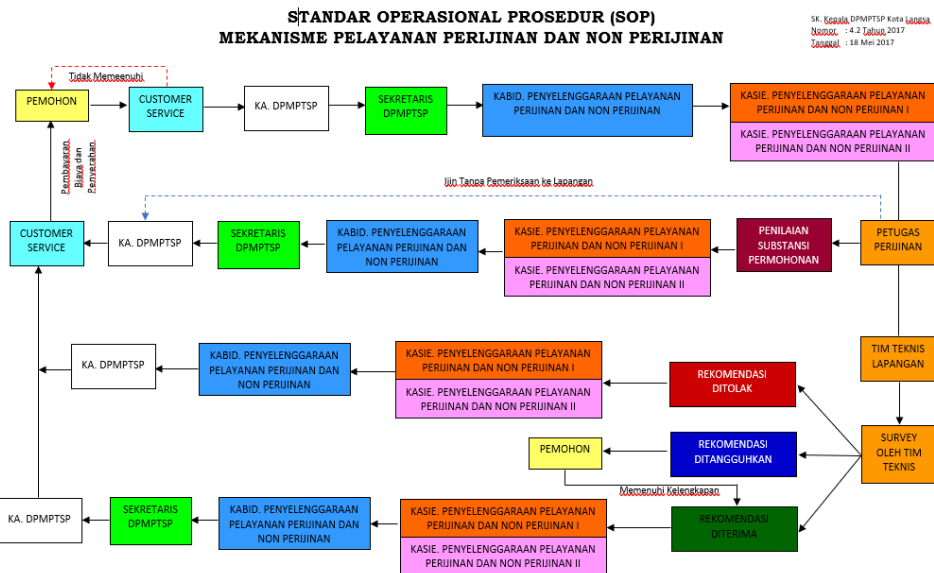 STANDAR OPERASIONAL PROSEDUR (SOP)
MEKANISME PELAYANAN PERIJINAN DAN NON PERIJINAN
SK. Kepala DPMPTSP Kota Langsa
Nomor : 4.2 Tahun 2017
Tanggal : 18 Mei 2017
Tidak Memeenuhi
PEMOHON
CUSTOMER
SERVICE
KA. DPMPTSP
SEKRETARIS
DPMPTSP
KABID. PENYELENGGARAAN PELAYANAN
PERIJINAN DAN NON PERIJINAN
KASIE. PENYELENGGARAAN PELAYANAN
PERIJINAN DAN NON PERIJINAN I
KASIE. PENYELENGGARAAN PELAYANAN
PERIJINAN DAN NON PERIJINAN II
Pembayaran
Biaya dan
Penyerahan
Ijin Tanpa Pemeriksaan ke Lapangan
CUSTOMER
SERVICE
KA. DPMPTSP
SEKRETARIS
DPMPTSP
KABID. PENYELENGGARAAN
PELAYANAN PERIJINAN DAN
NON PERIJINAN
KASIE. PENYELENGGARAAN PELAYANAN
PERIJINAN DAN NON PERIJINAN I
KASIE. PENYELENGGARAAN PELAYANAN
PERIJINAN DAN NON PERIJINAN II
PENILAIAN
SUBSTANSI
PERMOHONAN
PETUGAS
PERIJINAN
KA. DPMPTSP
KABID. PENYELENGGARAAN
PELAYANAN PERIJINAN DAN
NON PERIJINAN
KASIE. PENYELENGGARAAN PELAYANAN
PERIJINAN DAN NON PERIJINAN I
KASIE. PENYELENGGARAAN PELAYANAN
PERIJINAN DAN NON PERIJINAN II
REKOMENDASI
DITOLAK
TIM TEKNIS
LAPANGAN
PEMOHON
REKOMENDASI
DITANGGUHKAN
SURVEY
OLEH TIM
TEKNIS
Memenuhi Kelengkapan
KA. DPMPTSP
SEKRETARIS
DPMPTSP
KABID. PENYELENGGARAAN
PELAYANAN PERIJINAN DAN
NON PERIJINAN
KASIE. PENYELENGGARAAN PELAYANAN
PERIJINAN DAN NON PERIJINAN I
KASIE. PENYELENGGARAAN PELAYANAN
PERIJINAN DAN NON PERIJINAN II
REKOMENDASI
DITERIMA